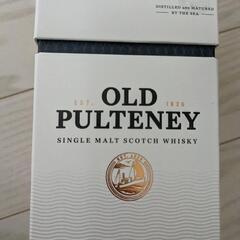 DISTILLED AND MATURED
BY THE SEA
OLD
EST. 1826
PULTENEY
SINGLE MALT SCOTCH WHISKY